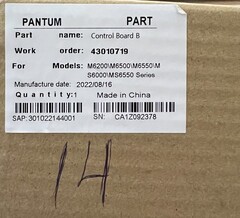 PANTUM PART
Part name: Control Board B
Work order: 43010719
For Models: M6200\M6500\M6550\M
S6000\MS6550 Series
Manufacture date: 2022/08/16
Quantity:1 Made in China
SAP:301022144001 SN: CA1Z092378
14